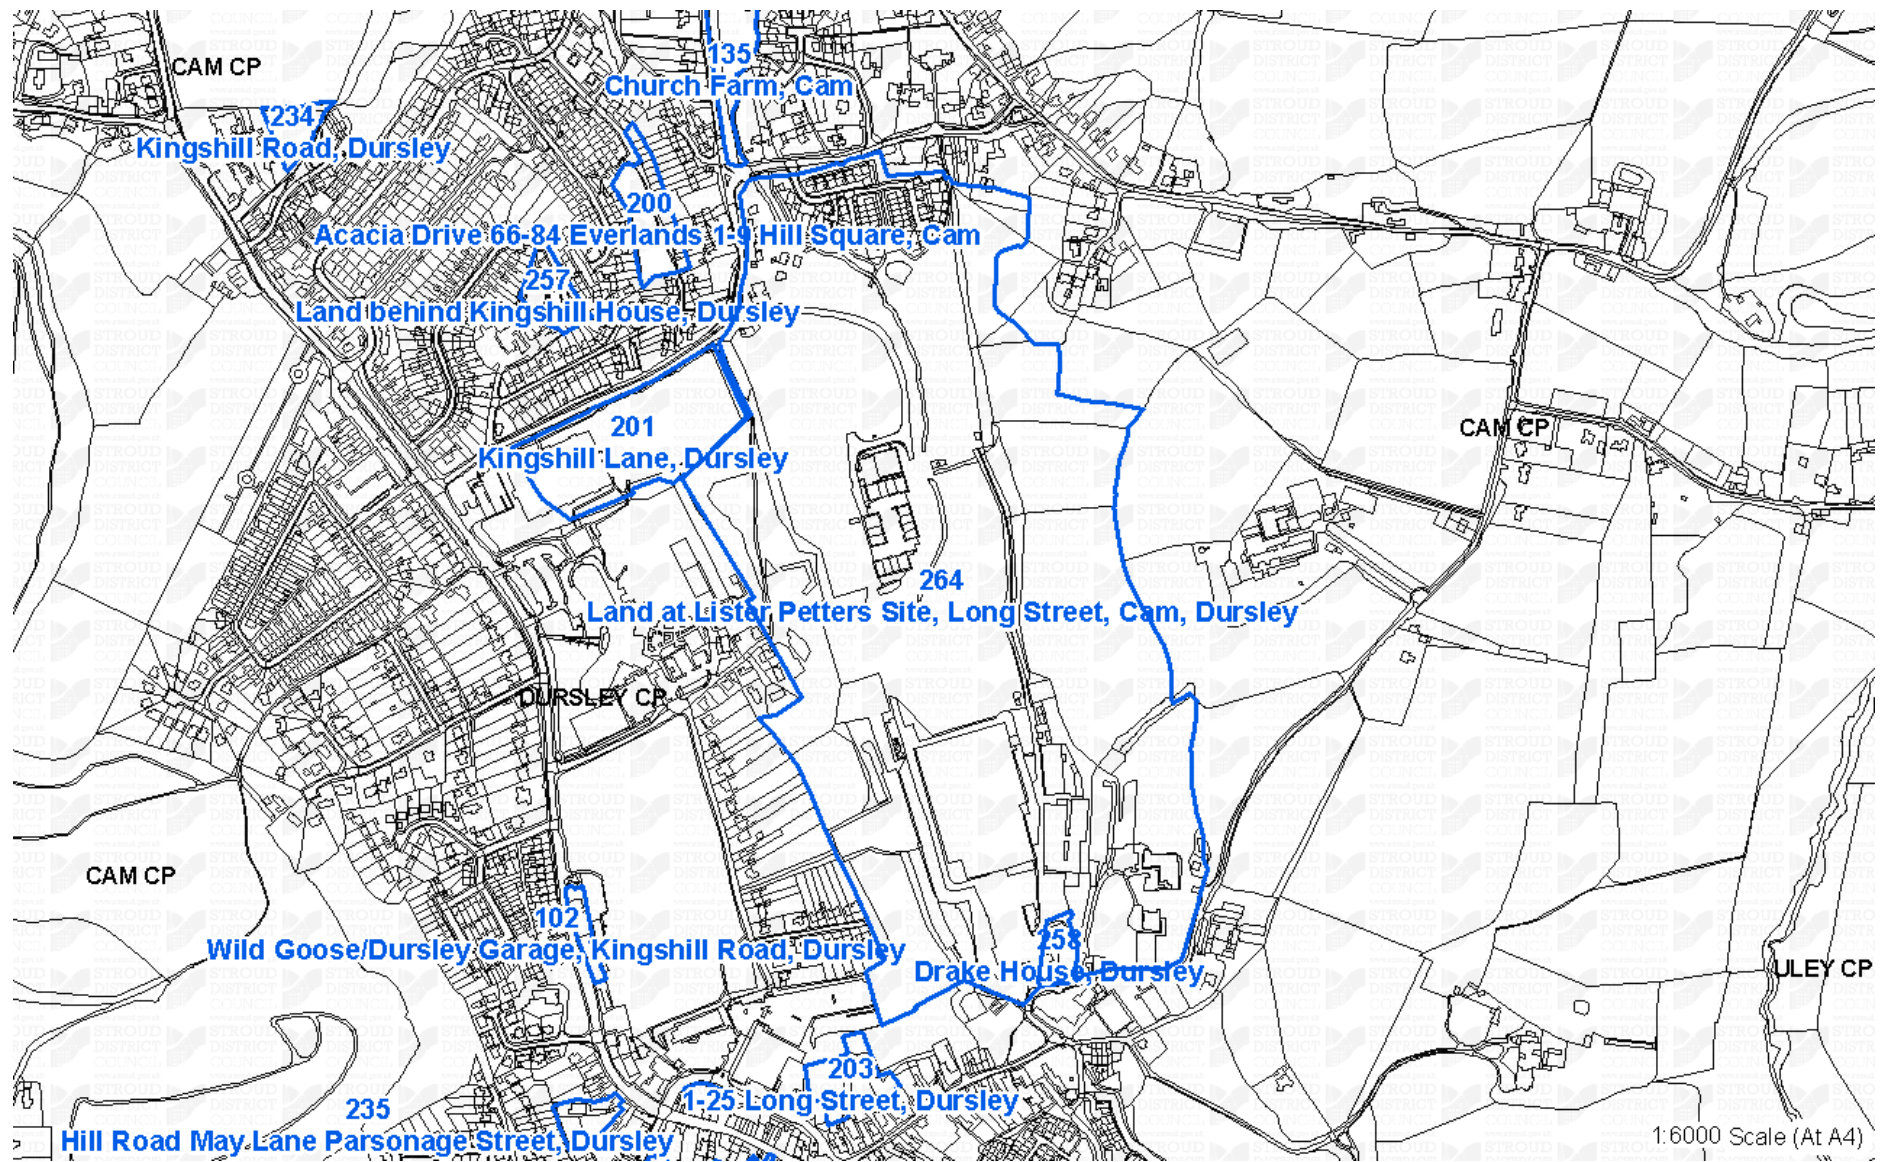 135
Church Farm, Cam
CAM CP
2347
Kingshill Road, Dursley
200
Acacia Drive 66-84 Everlands 1-9 Hill Square, Cam
257
Land behind Kingshill House, Dursley
201
Kingshill Lane, Dursley
CAM CP
264
Land at Lister Petters Site, Long Street, Cam, Dursley
DURSLEY CP
CAM CP
102
Wild Goose/Dursley Garage, Kingshill Road, Dursley
258
Drake House, Dursley
ULEY CP
203
1-25 Long Street, Dursley
235
Hill Road May Lane Parsonage Street, Dursley
1:6000 Scale (At A4)
STROUD
DISTRICT
COUNCIL